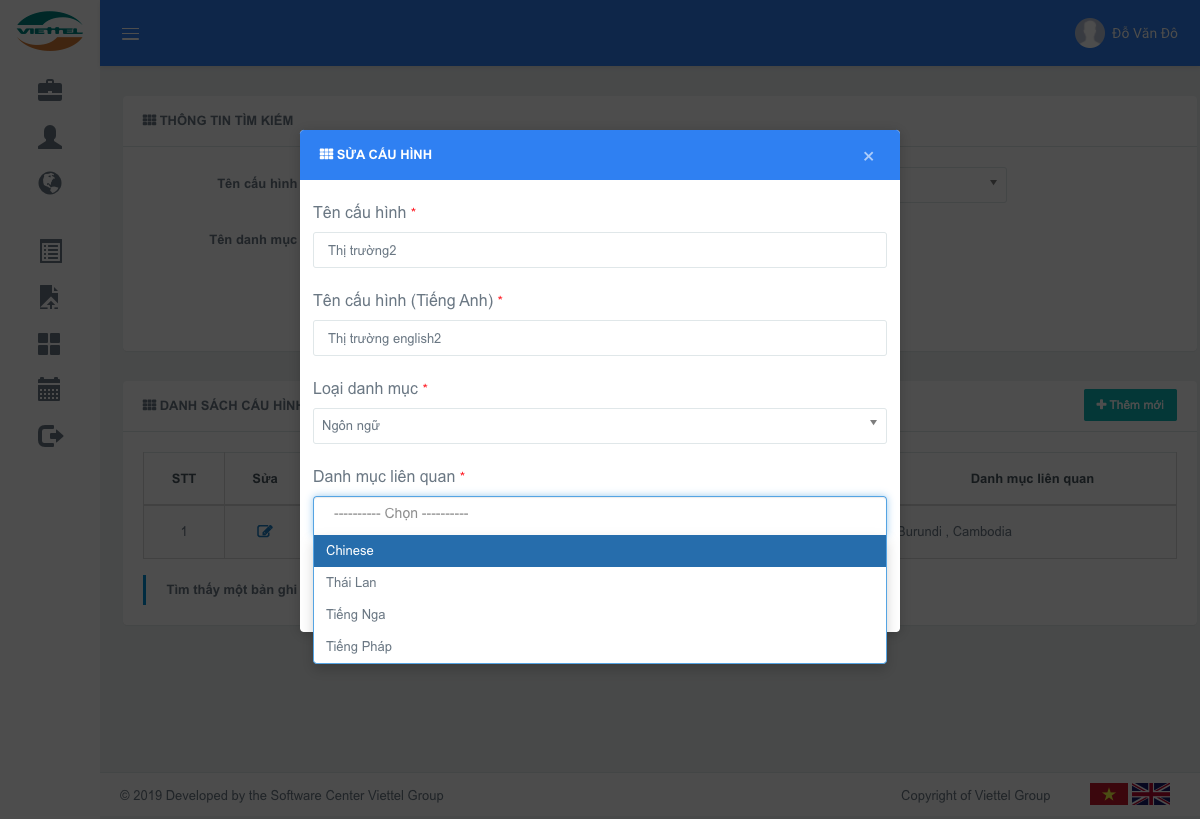 VIETTEL
Đỗ Văn Đô
THÔNG TIN TÌM KIẾM
SỬA CẤU HÌNH ×
Tên cấu hình
Tên cấu hình *
Thị trường2
Tên danh mục
Tên cấu hình (Tiếng Anh) *
Thị trường english2
Loại danh mục *
Ngôn ngữ
DANH SÁCH CẤU HÌNH
Thêm mới
Danh mục liên quan *
STT Sửa Danh mục liên quan
---------- Chọn ----------
1 Burundi , Cambodia
Chinese
Thái Lan
Tìm thấy một bản ghi
Tiếng Nga
Tiếng Pháp
© 2019 Developed by the Software Center Viettel Group Copyright of Viettel Group